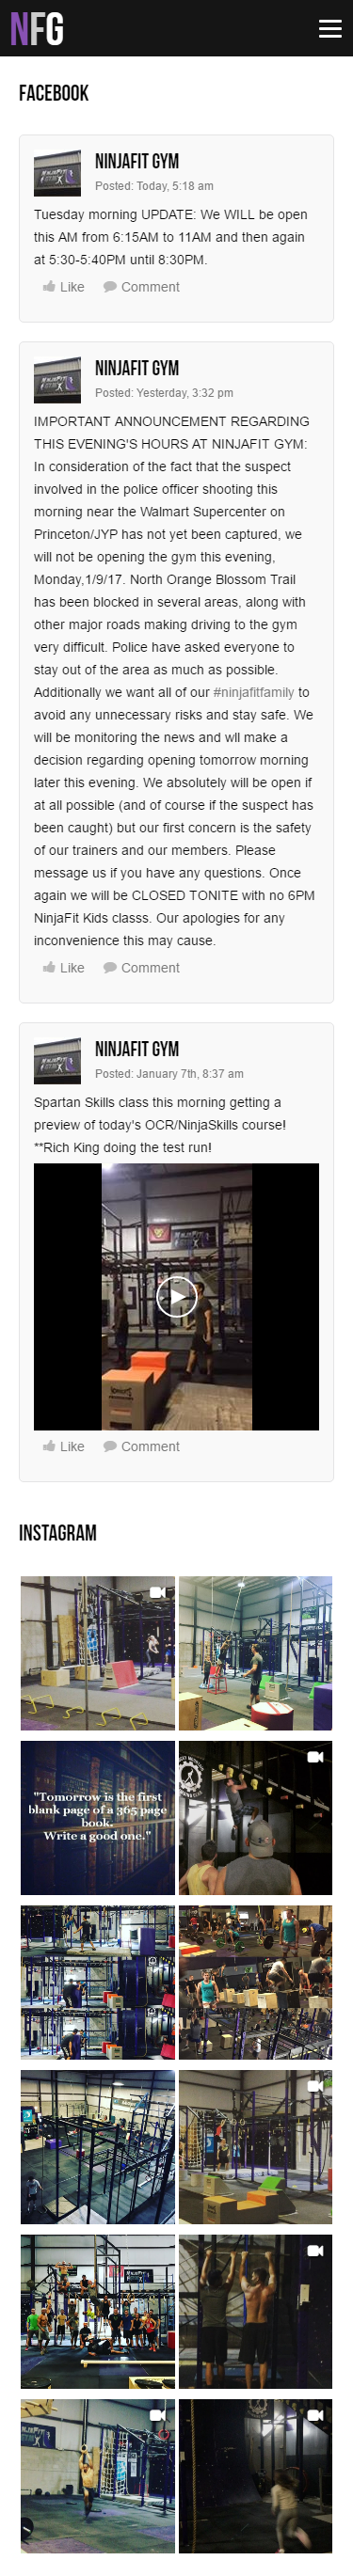 NFG
FACEBOOK
NINJAFIT GYM
Posted: Today, 5:18 am
Tuesday morning UPDATE: We WILL be open
this AM from 6:15AM to 11AM and then again
at 5:30-5:40PM until 8:30PM.
Like Comment
NINJAFIT GYM
Posted: Yesterday, 3:32 pm
IMPORTANT ANNOUNCEMENT REGARDING
THIS EVENING'S HOURS AT NINJAFIT GYM:
In consideration of the fact that the suspect
involved in the police officer shooting this
morning near the Walmart Supercenter on
Princeton/JYP has not yet been captured, we
will not be opening the gym this evening,
Monday,1/9/17. North Orange Blossom Trail
has been blocked in several areas, along with
other major roads making driving to the gym
very difficult. Police have asked everyone to
stay out of the area as much as possible.
Additionally we want all of our #ninjafitfamily to
avoid any unnecessary risks and stay safe. We
will be monitoring the news and wll make a
decision regarding opening tomorrow morning
later this evening. We absolutely will be open if
at all possible (and of course if the suspect has
been caught) but our first concern is the safety
of our trainers and our members. Please
message us if you have any questions. Once
again we will be CLOSED TONITE with no 6PM
NinjaFit Kids classs. Our apologies for any
inconvenience this may cause.
Like Comment
NINJAFIT GYM
Posted: January 7th, 8:37 am
Spartan Skills class this morning getting a
preview of today's OCR/NinjaSkills course!
**Rich King doing the test run!
Like Comment
INSTAGRAM
"Tomorrow is the first
blank page of a 365 page
book.
Write a good one."